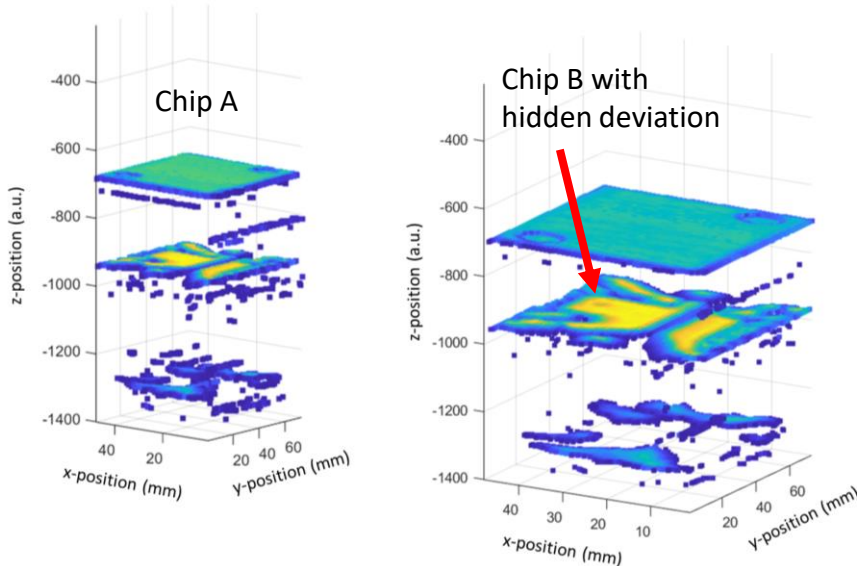 Chip A
-400
-600
-800
-1000
-1200
-1400
z-position (a.u.)
40
20
x-position (mm)
20
40
60
y-position (mm)
Chip B with
hidden deviation
-400
-600
-800
-1000
-1200
-1400
z-position (a.u.)
40
30
20
10
x-position (mm)
20
40
60
y-position (mm)